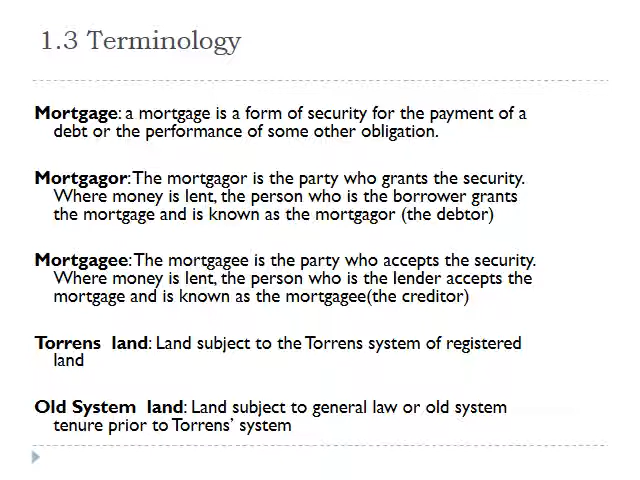 1.3 Terminology
Mortgage: a mortgage is a form of security for the payment of a
debt or the performance of some other obligation.
Mortgagor: The mortgagor is the party who grants the security.
Where money is lent, the person who is the borrower grants
the mortgage and is known as the mortgagor (the debtor)
Mortgagee: The mortgagee is the party who accepts the security.
Where money is lent, the person who is the lender accepts the
mortgage and is known as the mortgagee(the creditor)
Torrens land: Land subject to the Torrens system of registered
land
Old System land: Land subject to general law or old system
tenure prior to Torrens’ system